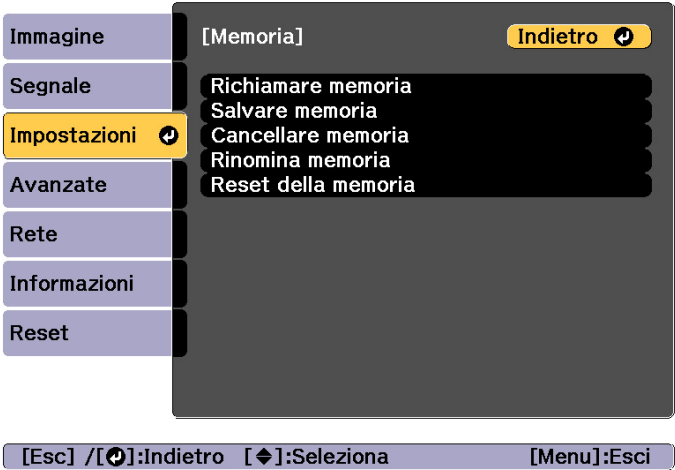 Immagine
Segnale
Impostazioni
Avanzate
Rete
Informazioni
Reset
[Memoria]
Indietro
Richiamare memoria
Salvare memoria
Cancellare memoria
Rinomina memoria
Reset della memoria
[Esc] /[⏎]:Indietro [◆]:Seleziona [Menu]:Esci